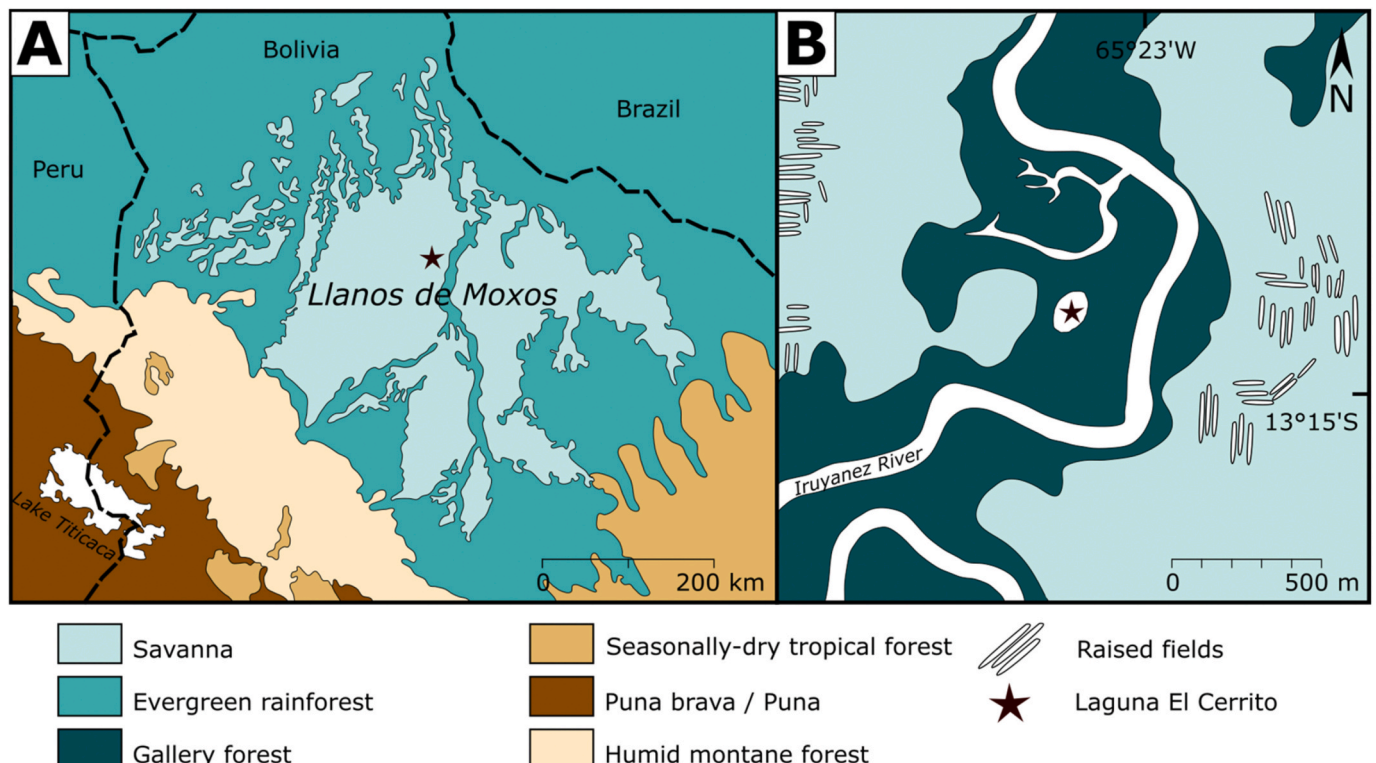 A
Bolivia
Brazil
Peru
Llanos de Moxos
Lake Titicaca
0 200 km
B
65°23'W
N
13°15'S
Iruyanez River
0 500 m
Savanna
Evergreen rainforest
Gallery forest
Seasonally-dry tropical forest
Puna brava / Puna
Humid montane forest
Raised fields
Laguna El Cerrito